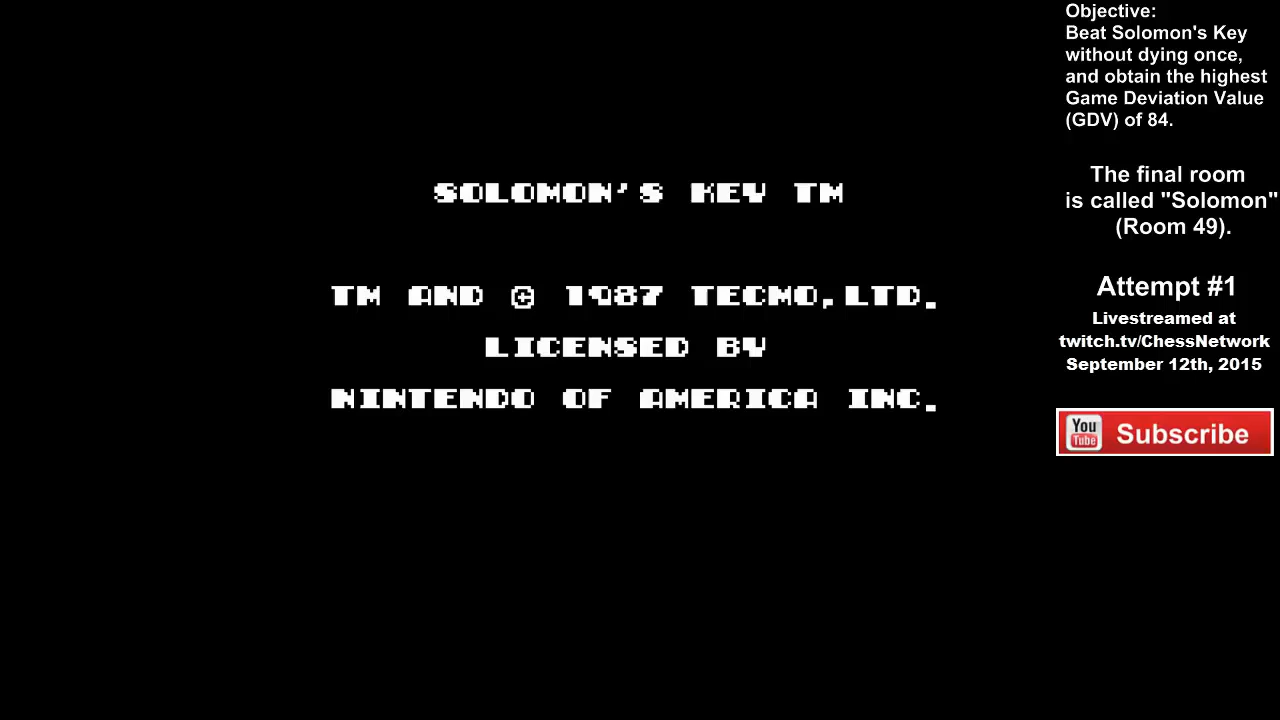 SOLOMON'S KEY TM
TM AND © 1987 TECMO,LTD.
LICENSED BY
NINTENDO OF AMERICA INC.
Objective:
Beat Solomon's Key
without dying once,
and obtain the highest
Game Deviation Value
(GDV) of 84.
The final room
is called "Solomon"
(Room 49).
Attempt #1
Livestreamed at
twitch.tv/ChessNetwork
September 12th, 2015
You Tube Subscribe